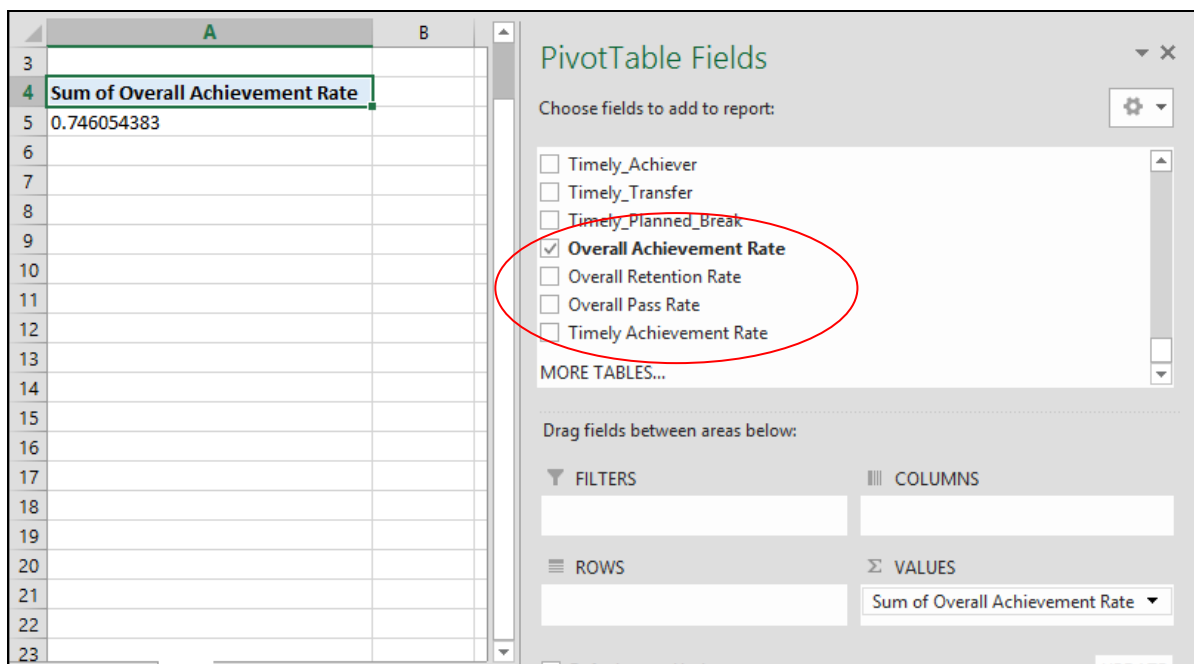 A B
3
4 Sum of Overall Achievement Rate
5 0.746054383
6
7
8
9
10
11
12
13
14
15
16
17
18
19
20
21
22
23
PivotTable Fields
Choose fields to add to report:
Timely_Achiever
Timely_Transfer
Timely_Planned_Break
Overall Achievement Rate
Overall Retention Rate
Overall Pass Rate
Timely Achievement Rate
MORE TABLES...
Drag fields between areas below:
FILTERS
COLUMNS
ROWS
Σ VALUES
Sum of Overall Achievement Rate